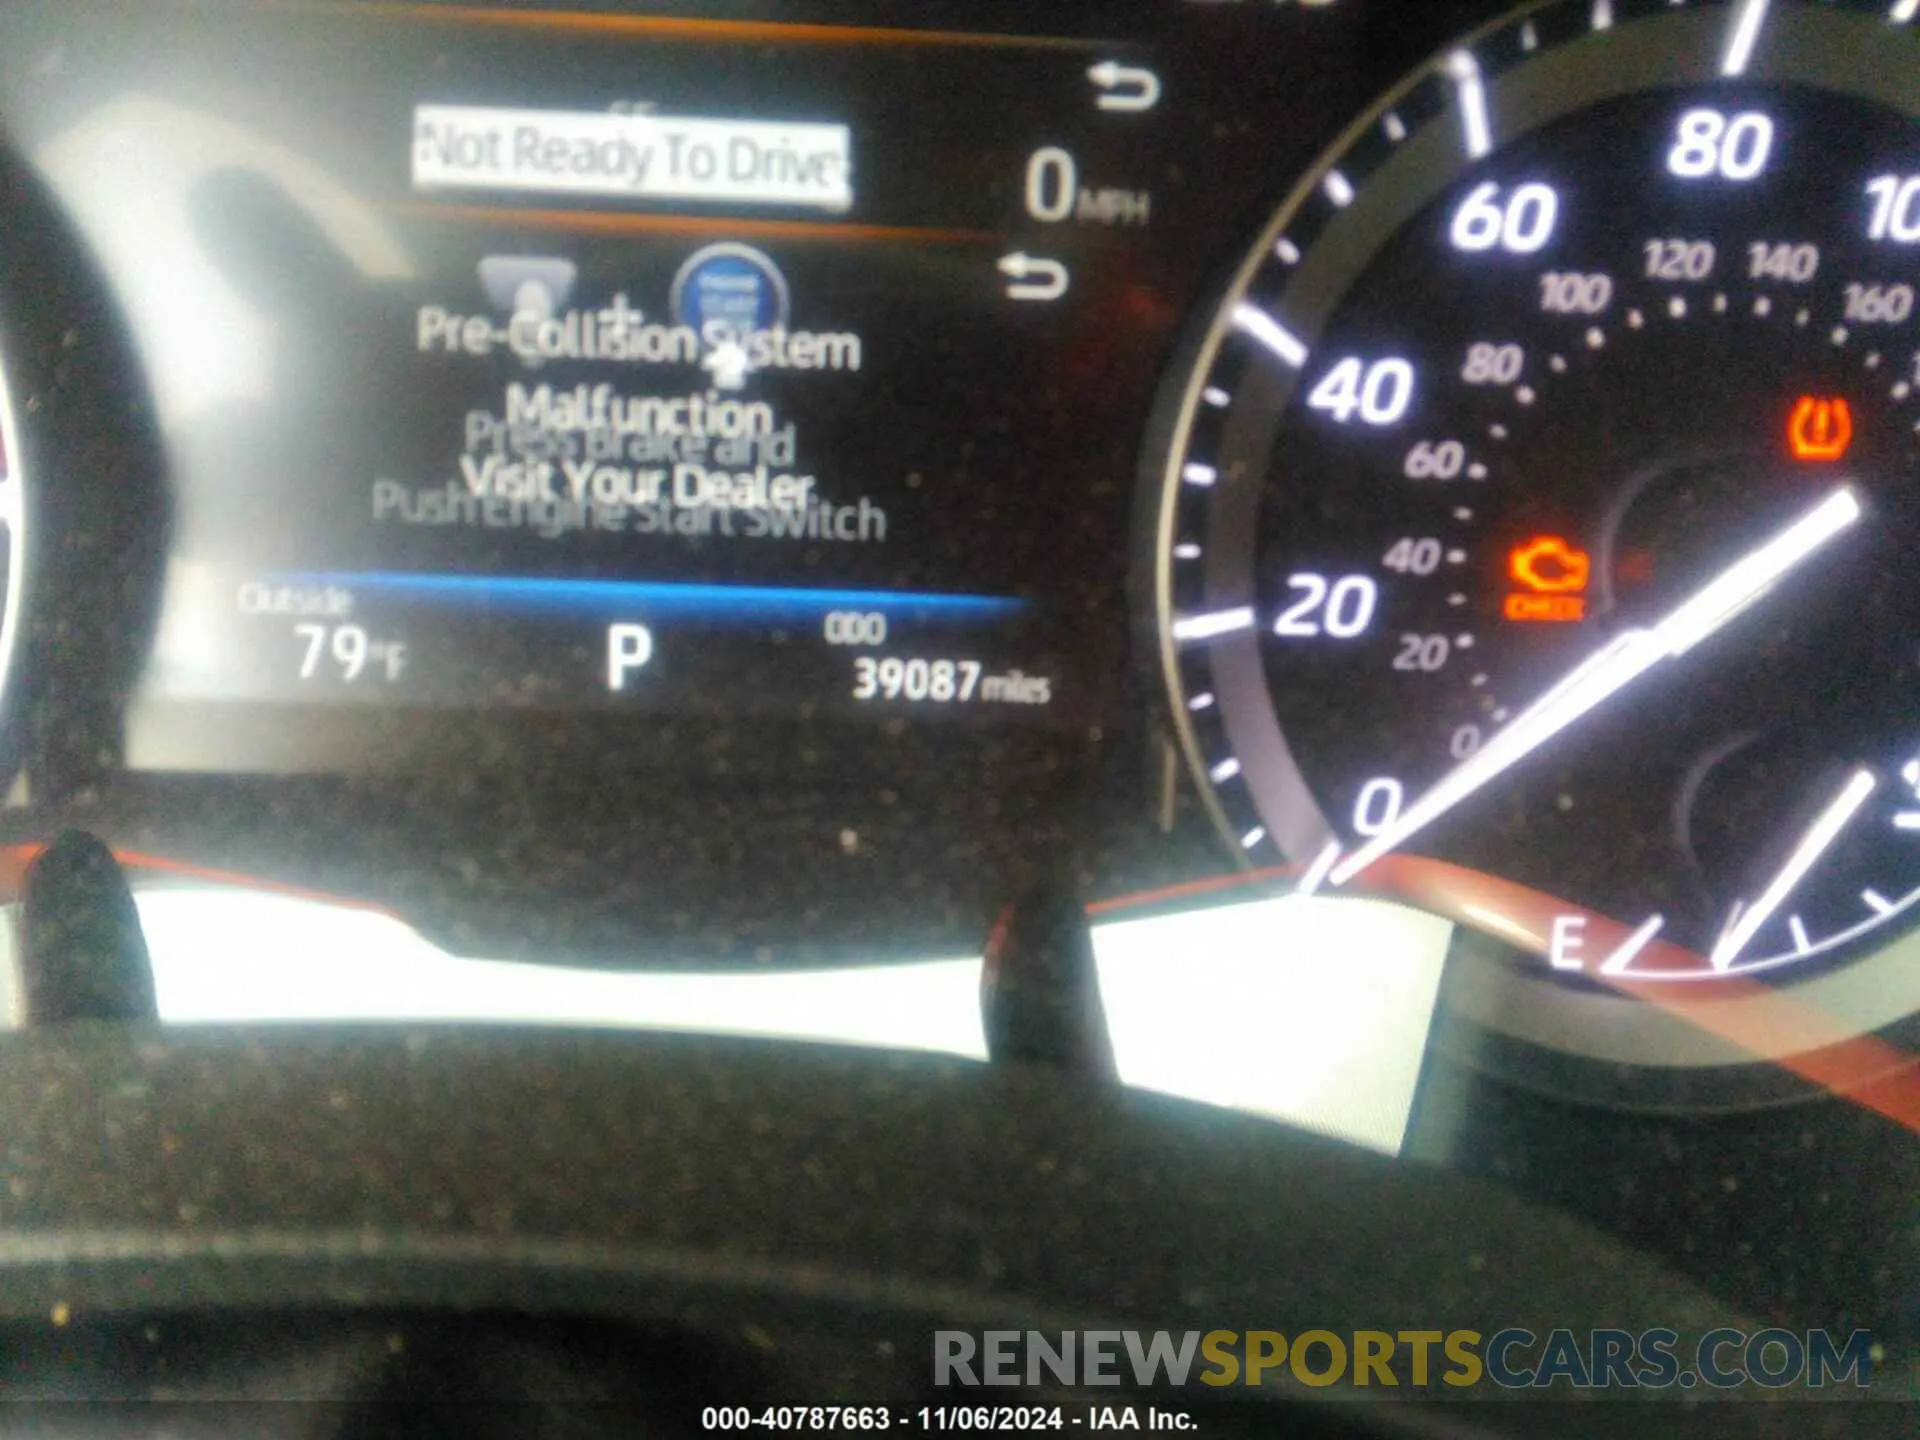 Not Ready To Drive
0 MPH
Pre-Collision System
Malfunction
Press Brake and
Visit Your Dealer
Push Engine Start Switch
Outside
79°F
P
ODO
39087 miles
80
60
40
20
0
120
140
100
160
80
60
40
20
0
CHECK
E
RENEWSPORTSCARS.COM
000-40787663 - 11/06/2024 - IAA Inc.